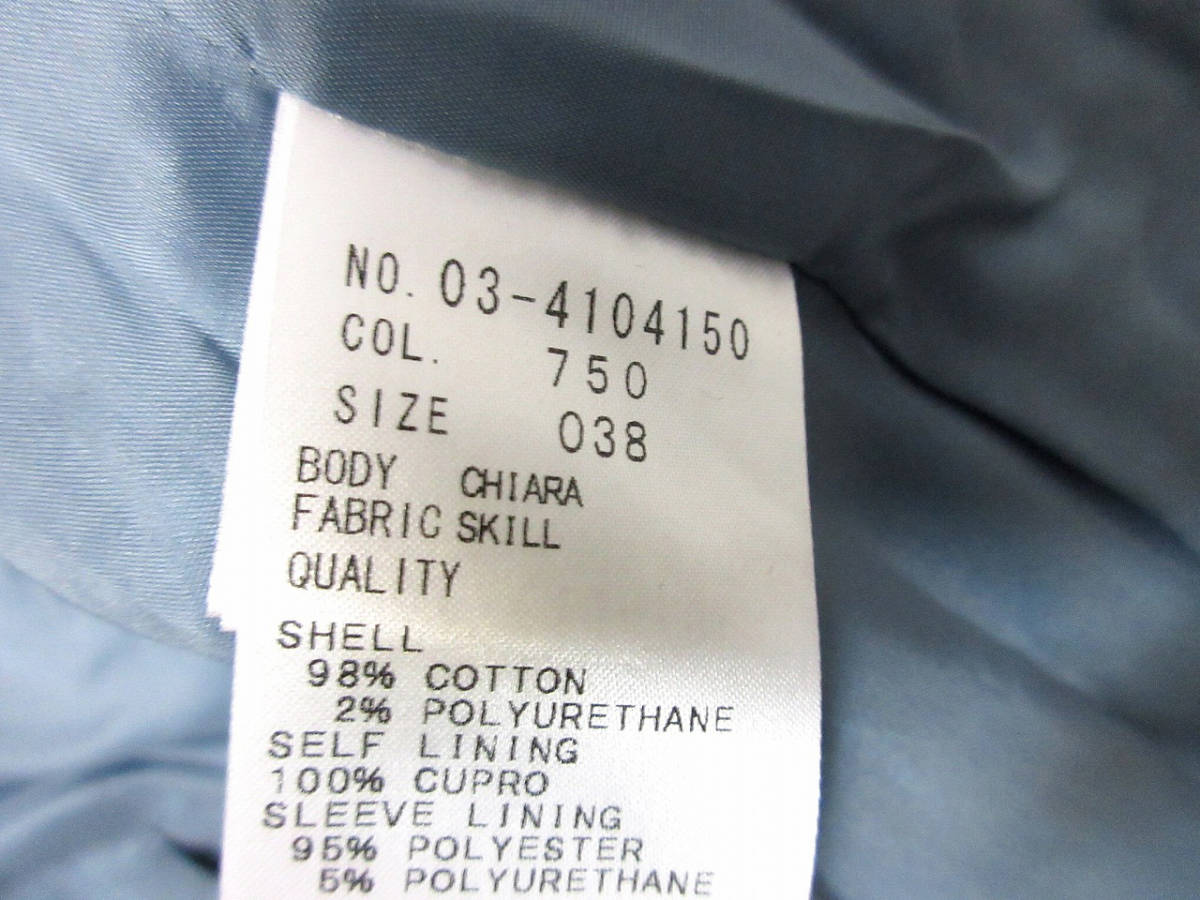 NO. 03-4104150
COL. 750
SIZE 038
BODY CHIARA
FABRIC SKILL
QUALITY
SHELL
98% COTTON
2% POLYURETHANE
SELF LINING
100% CUPRO
SLEEVE LINING
95% POLYESTER
5% POLYURETHANE